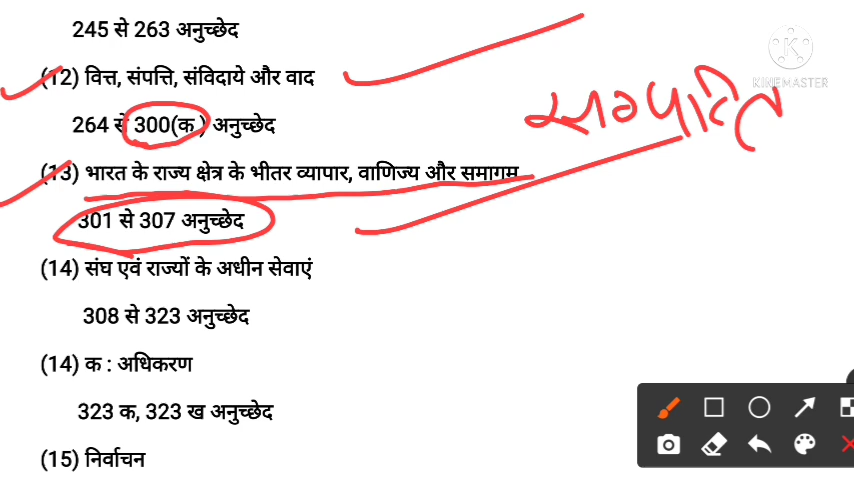 245 से 263 अनुच्छेद
(12) वित्त, संपत्ति, संविदाये और वाद
KINEMASTER
264 से 300(क ) अनुच्छेद
(13) भारत के राज्य क्षेत्र के भीतर व्यापार, वाणिज्य और समागम
301 से 307 अनुच्छेद
(14) संघ एवं राज्यों के अधीन सेवाएं
308 से 323 अनुच्छेद
(14) क : अधिकरण
323 क, 323 ख अनुच्छेद
(15) निर्वाचन